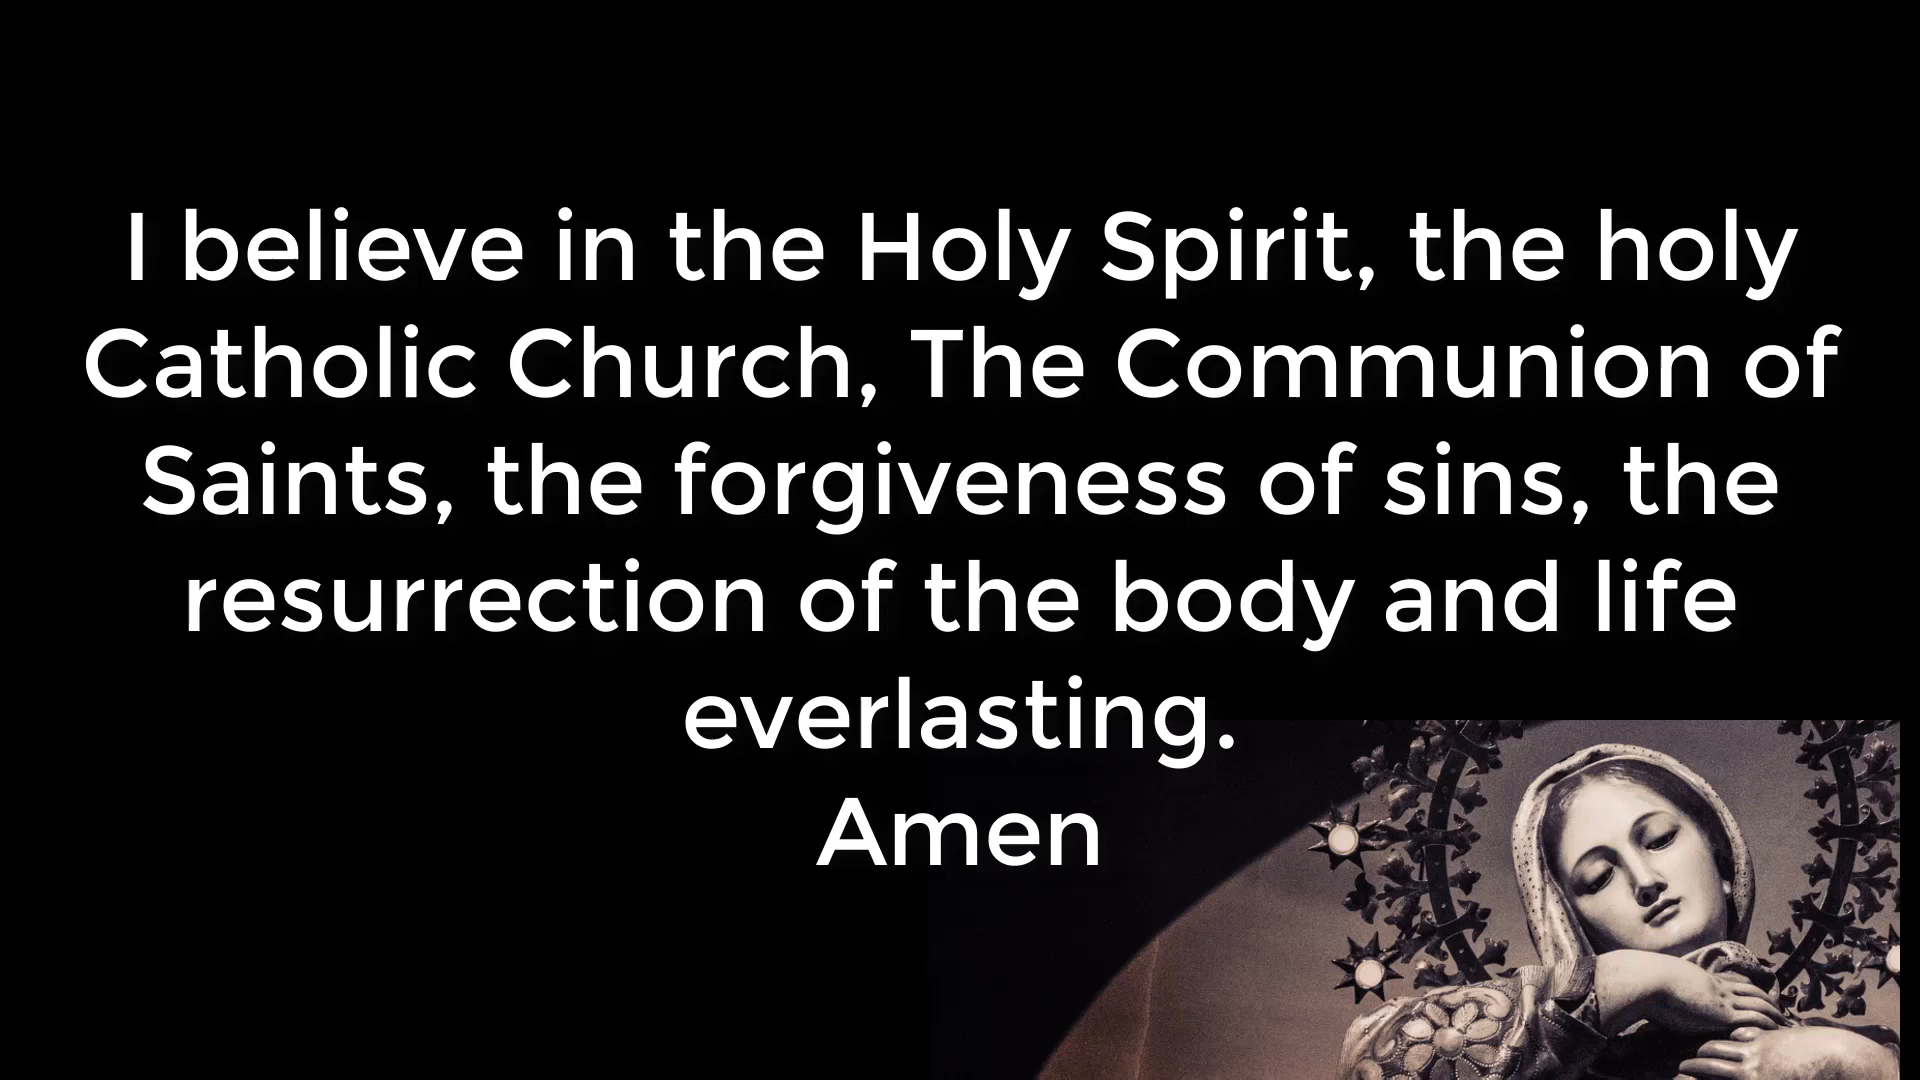 I believe in the Holy Spirit, the holy
Catholic Church, The Communion of
Saints, the forgiveness of sins, the
resurrection of the body and life
everlasting.
Amen